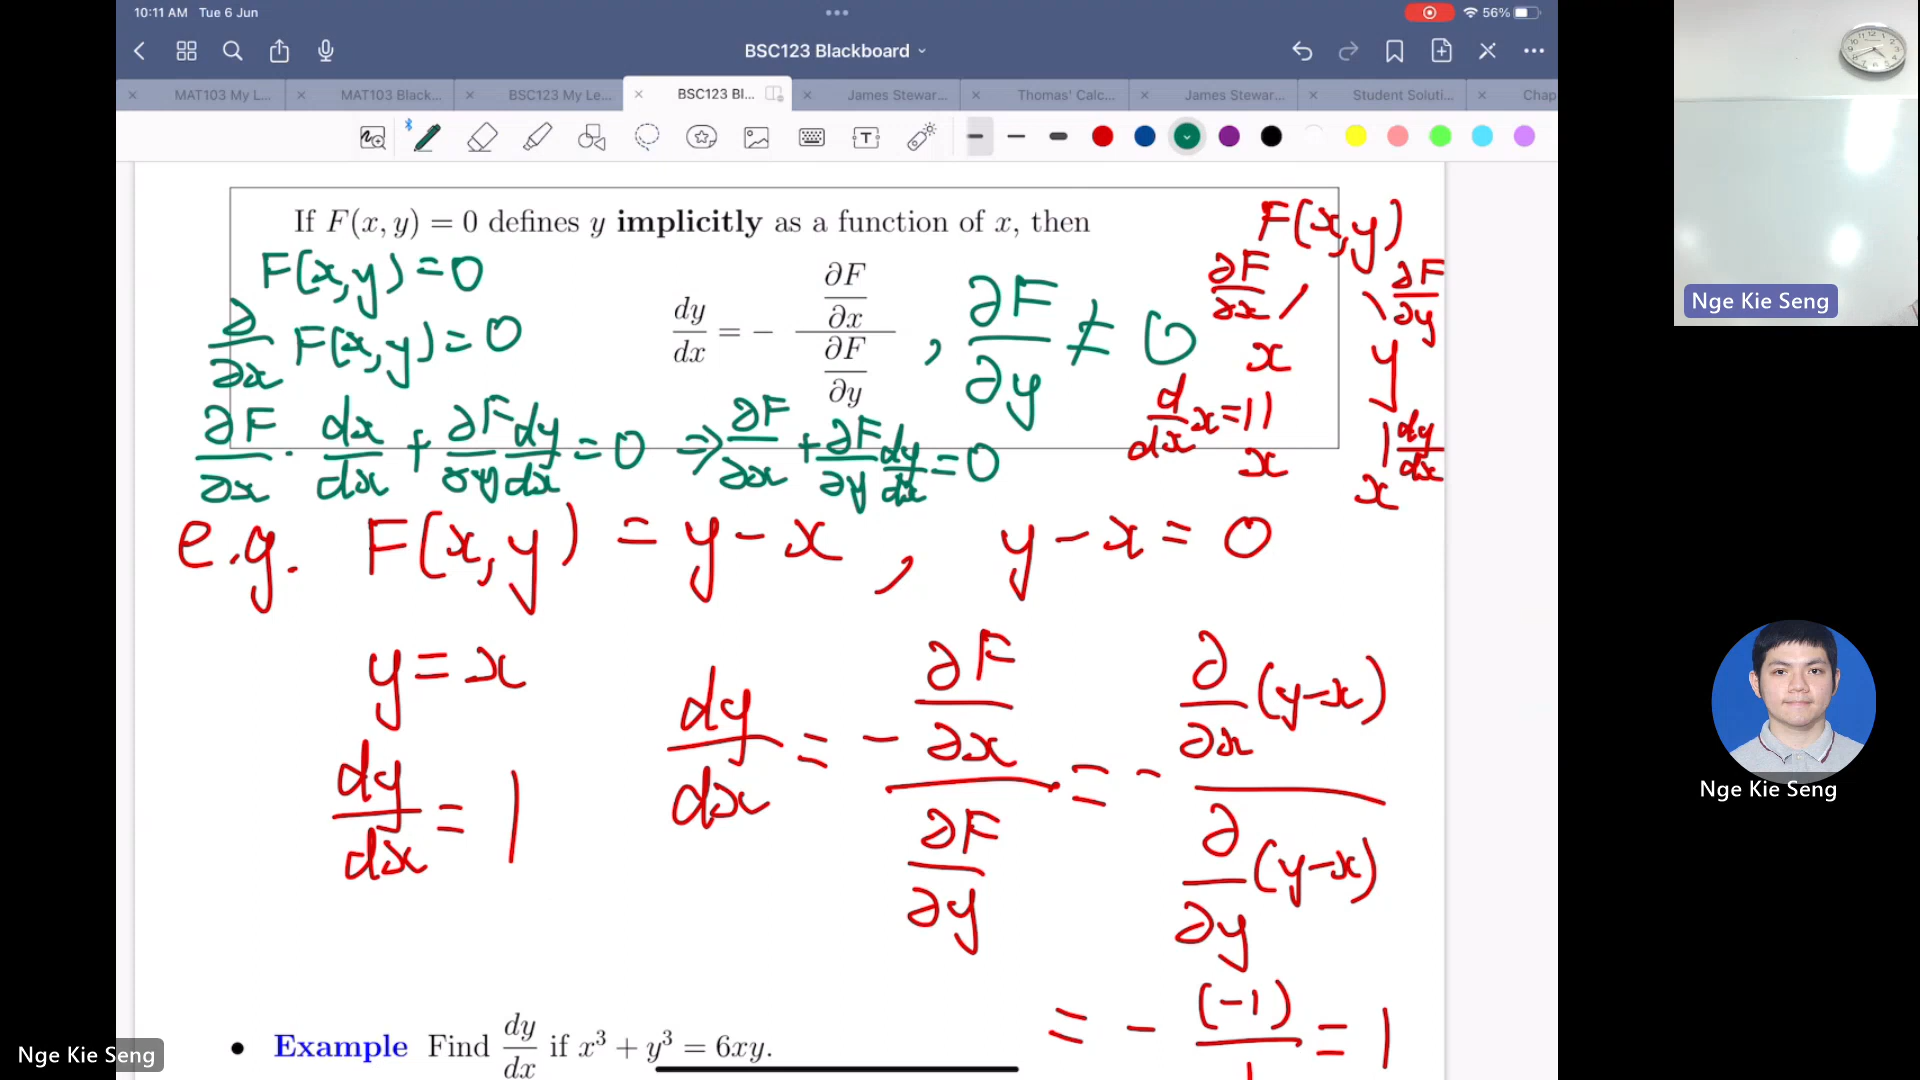 10:11 AM Tue 6 Jun
56%
BSC123 Blackboard
MAT103 My L...
MAT103 Black...
BSC123 My Le...
BSC123 Bl...
James Stewar...
Thomas' Calc...
James Stewar...
Student Soluti...
Chap
If F(x, y) = 0 defines y implicitly as a function of x, then
dy/dx = − (∂F/∂x)/(∂F/∂y) , ∂F/∂y ≠ 0
F(x,y) = 0
∂/∂x F(x,y) = 0
∂F/∂x · dx/dx + ∂F/∂y dy/dx = 0 ⇒ ∂F/∂x + ∂F/∂y dy/dx = 0
F(x,y)
∂F/∂x ∂F/∂y
x y
d/dx x = 1 | | dy/dx
x x
e.g. F(x,y) = y − x , y − x = 0
y = x
dy/dx = 1
dy/dx = − (∂F/∂x)/(∂F/∂y) = − (∂/∂x (y−x))/(∂/∂y (y−x))
= − (−1)/1 = 1
• Example Find dy/dx if x³ + y³ = 6xy.
Nge Kie Seng
Nge Kie Seng
Nge Kie Seng